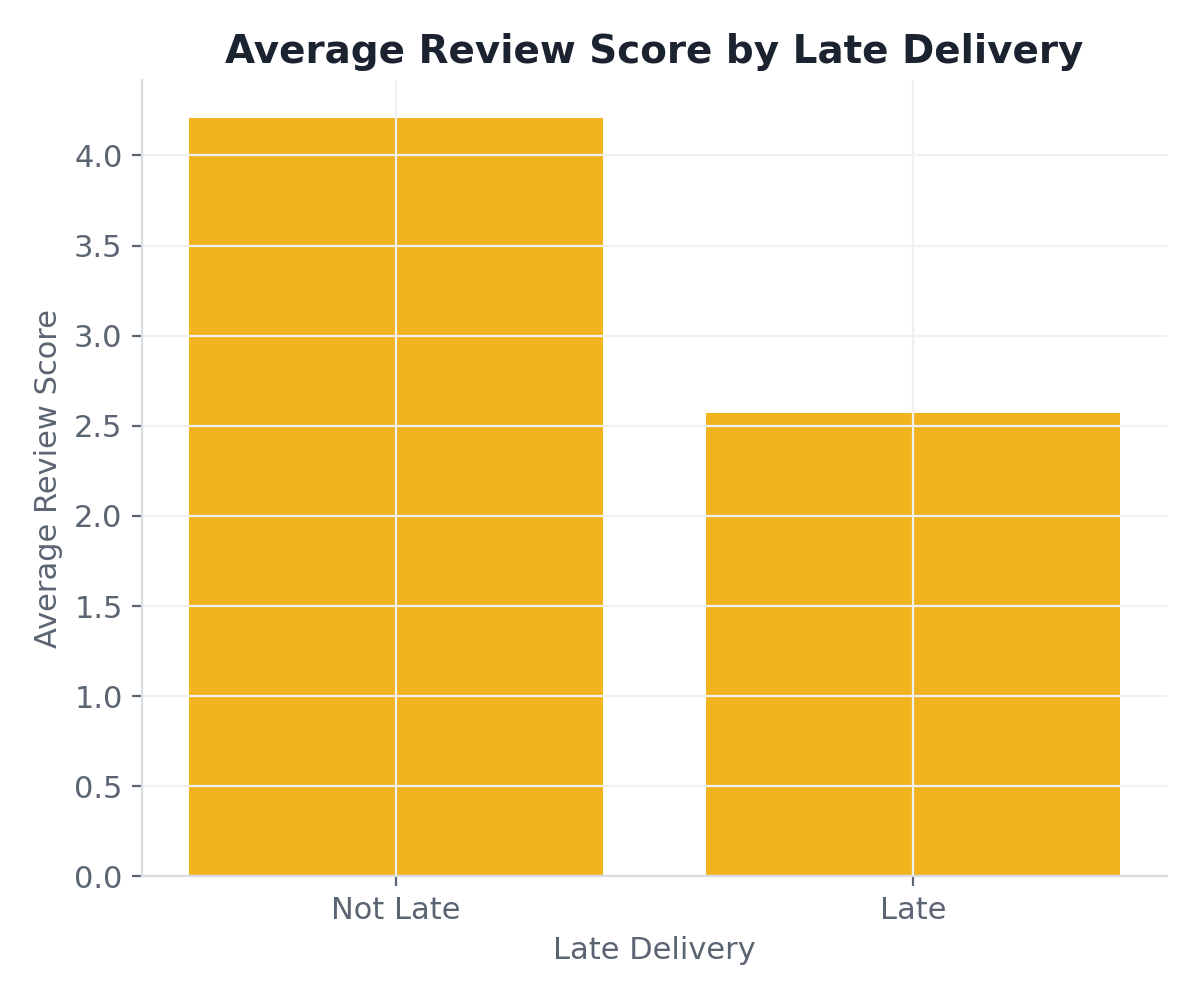 Average Review Score by Late Delivery
Average Review Score
4.0
3.5
3.0
2.5
2.0
1.5
1.0
0.5
0.0
Not Late
Late
Late Delivery